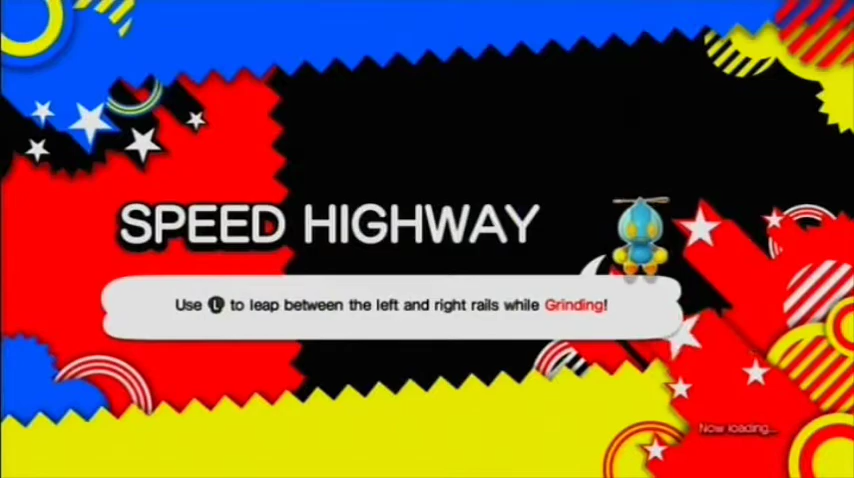 SPEED HIGHWAY
Use L to leap between the left and right rails while Grinding!
Now loading...